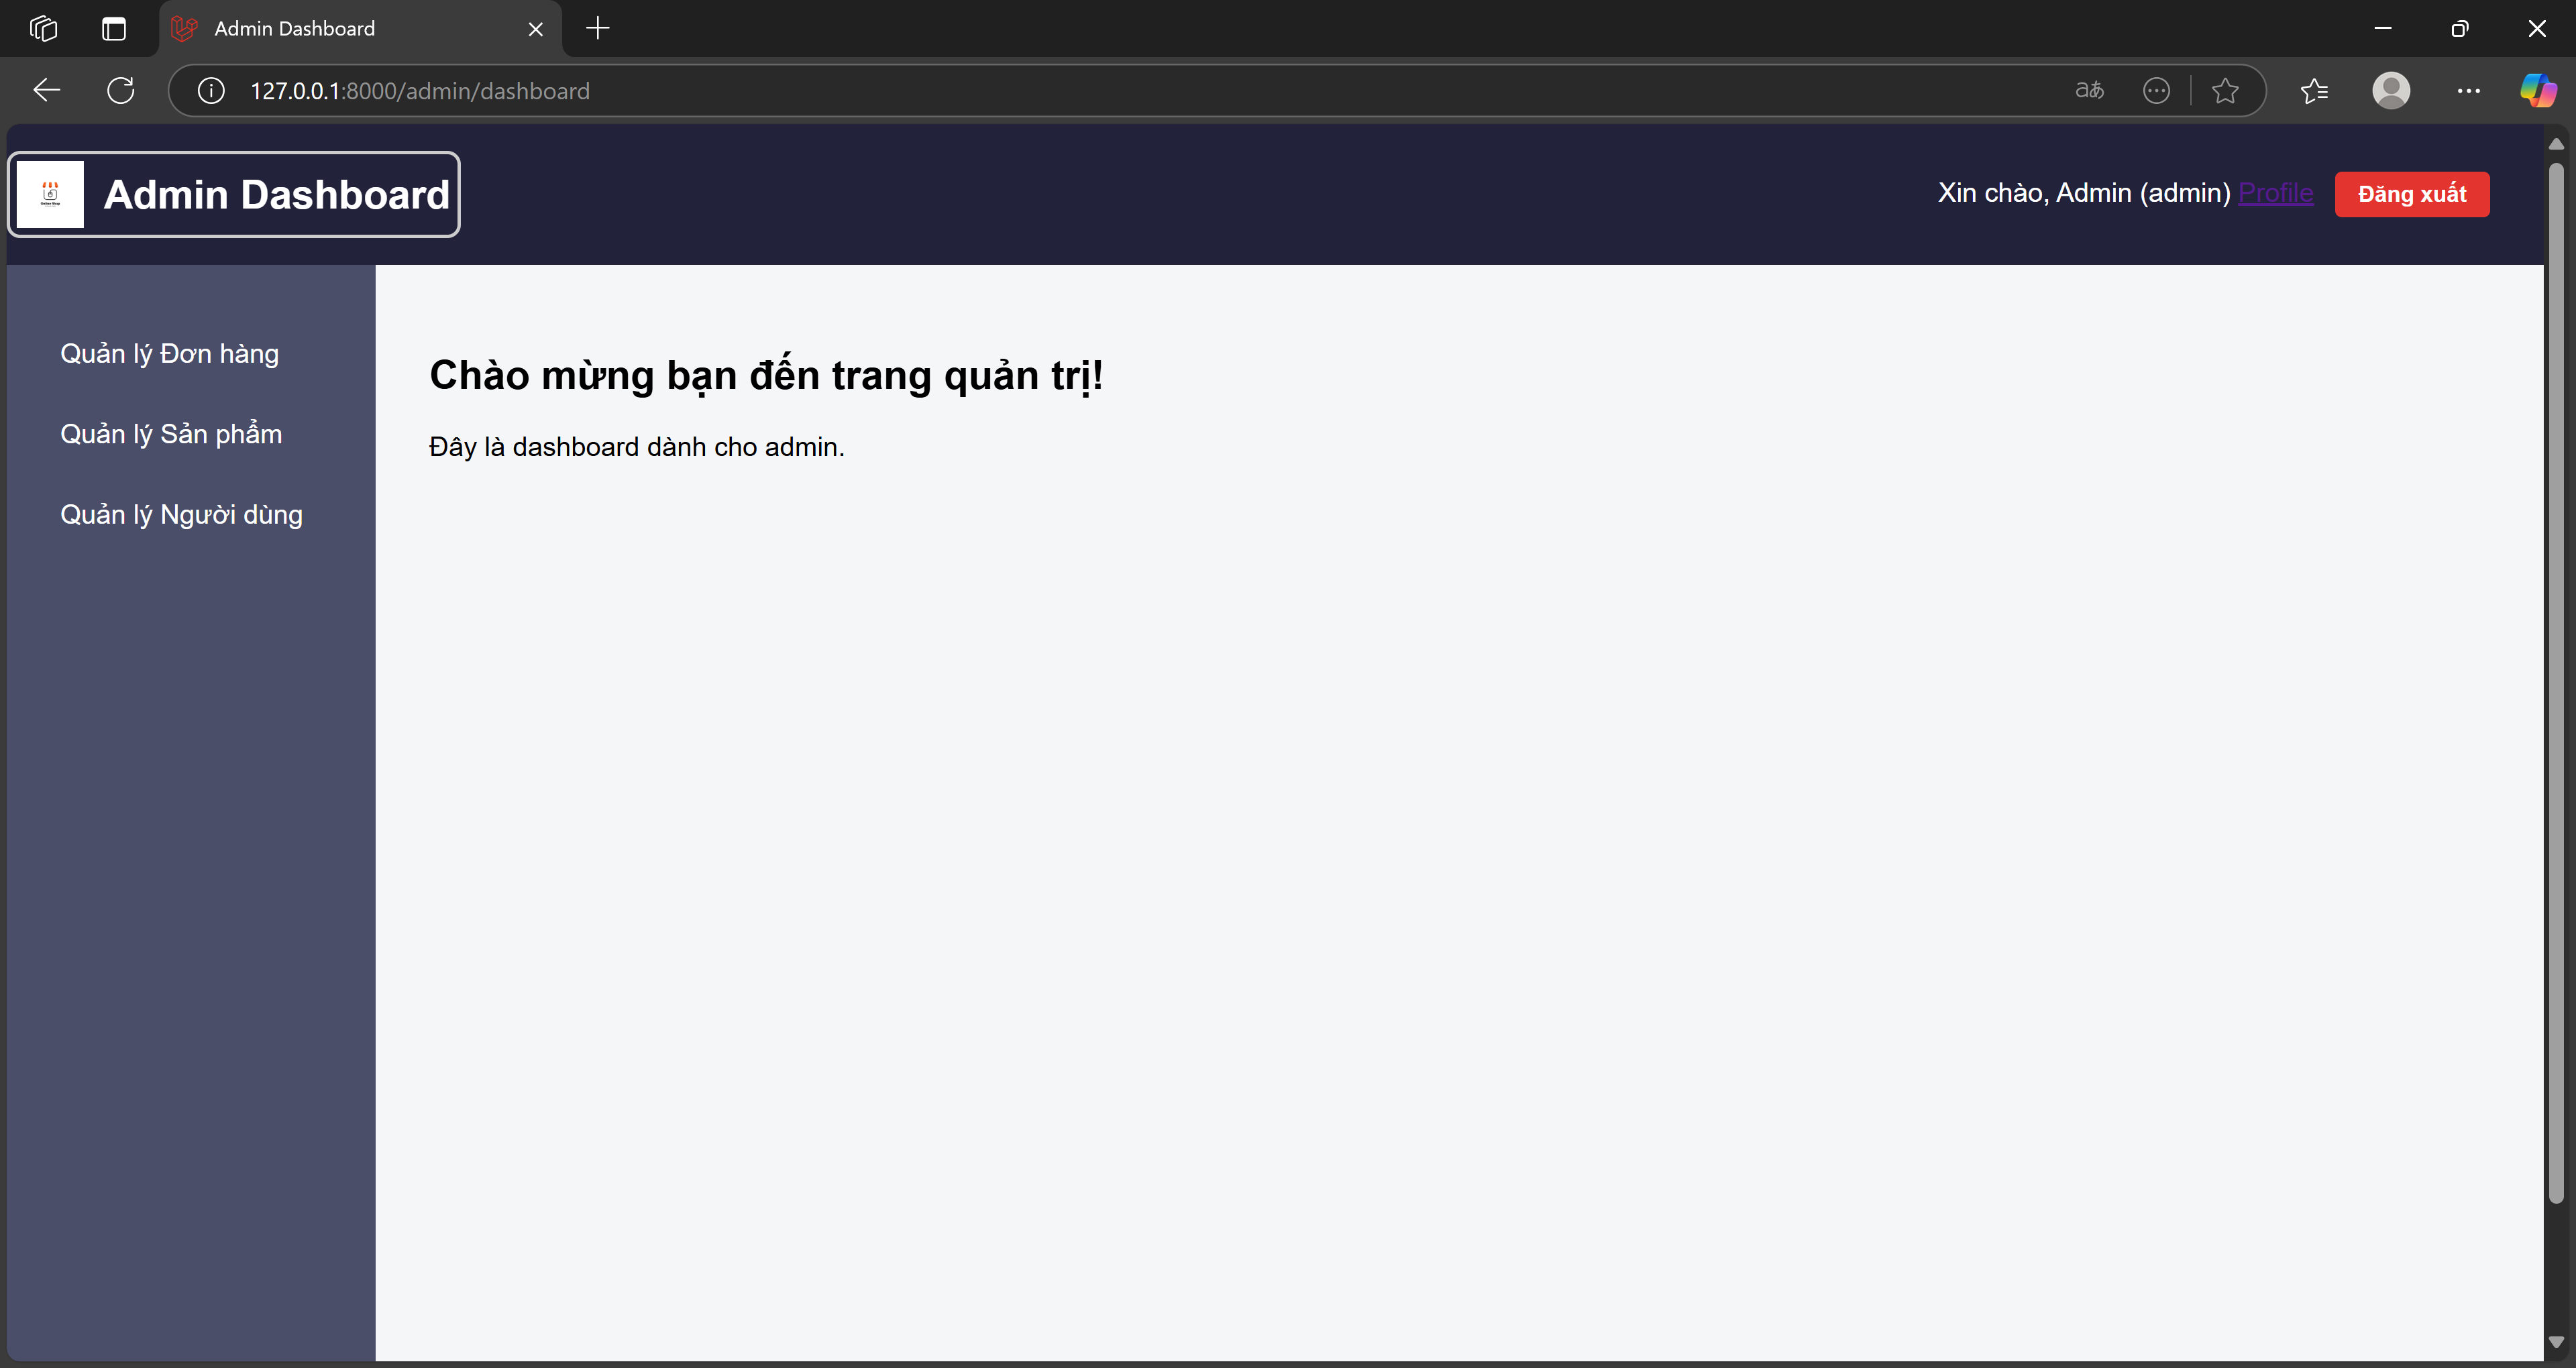 Admin Dashboard
127.0.0.1:8000/admin/dashboard
Admin Dashboard
Xin chào, Admin (admin) Profile Đăng xuất
Quản lý Đơn hàng
Quản lý Sản phẩm
Quản lý Người dùng
Chào mừng bạn đến trang quản trị!
Đây là dashboard dành cho admin.